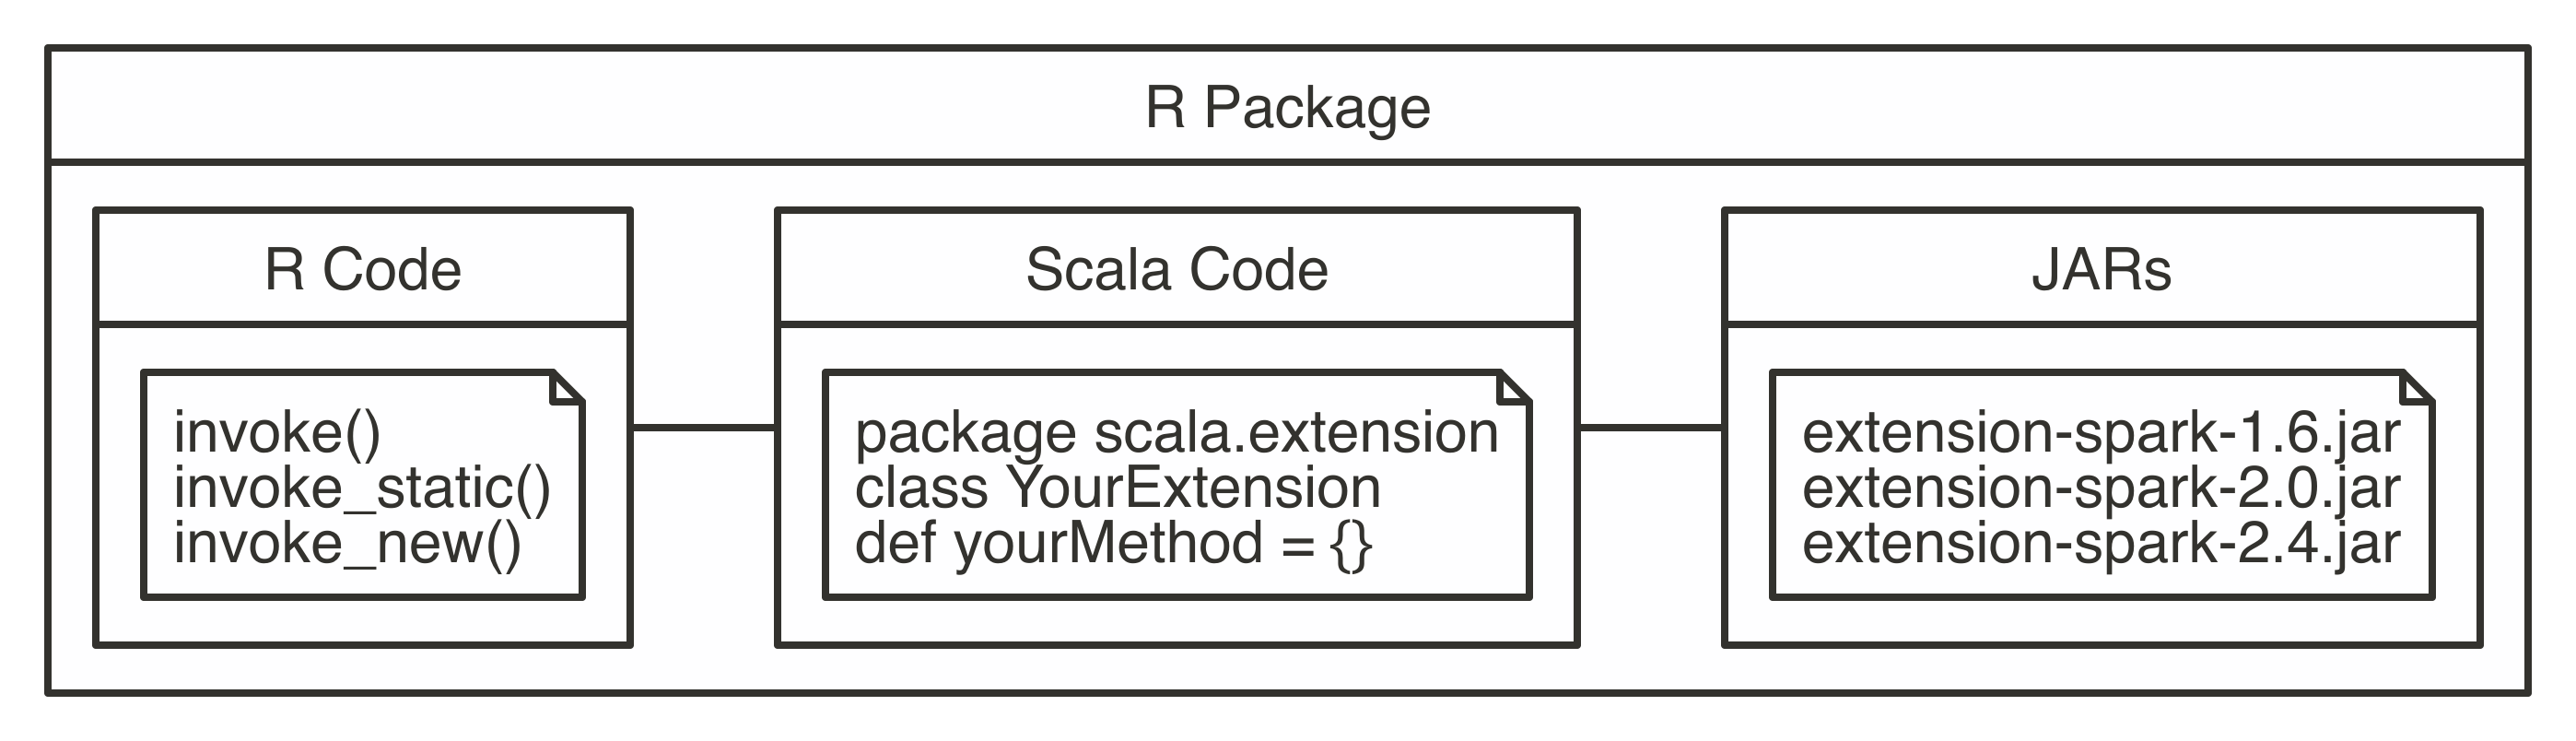 R Package
R Code
invoke()
invoke_static()
invoke_new()
Scala Code
package scala.extension
class YourExtension
def yourMethod = {}
JARs
extension-spark-1.6.jar
extension-spark-2.0.jar
extension-spark-2.4.jar